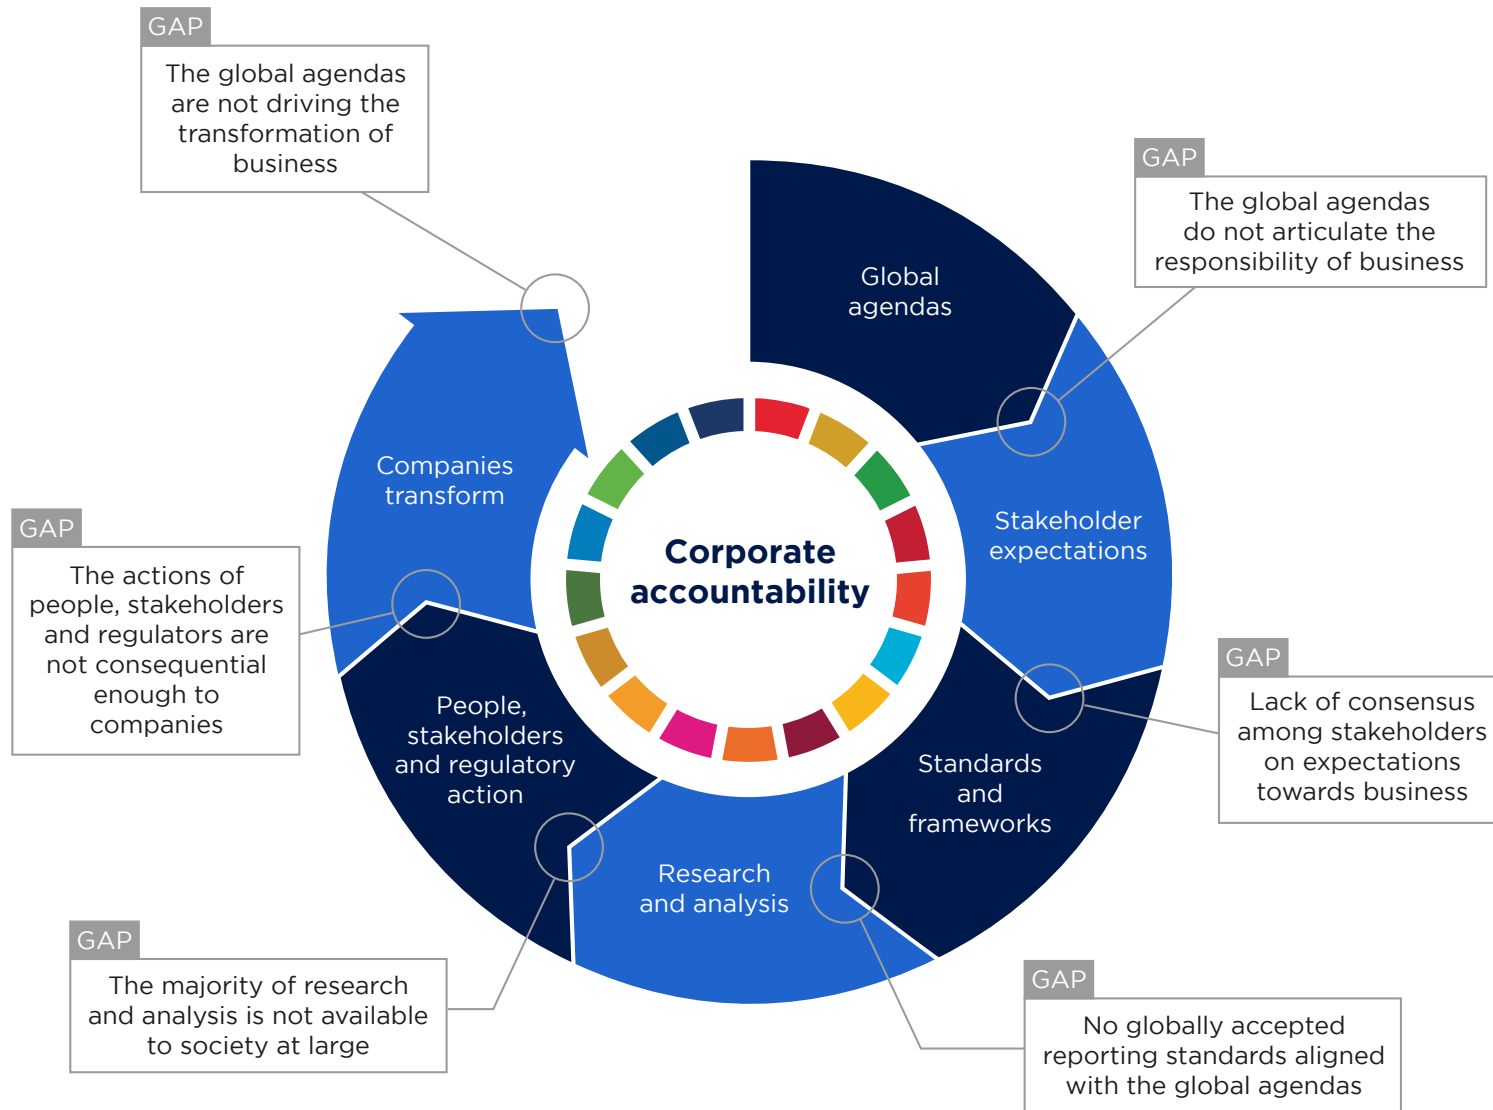 GAP
The global agendas
are not driving the
transformation of
business
GAP
The global agendas
do not articulate the
responsibility of business
Global
agendas
Companies
transform
Stakeholder
expectations
Corporate
accountability
GAP
The actions of
people, stakeholders
and regulators are
not consequential
enough to
companies
GAP
Lack of consensus
among stakeholders
on expectations
towards business
People,
stakeholders
and regulatory
action
Standards
and
frameworks
Research
and analysis
GAP
The majority of research
and analysis is not available
to society at large
GAP
No globally accepted
reporting standards aligned
with the global agendas